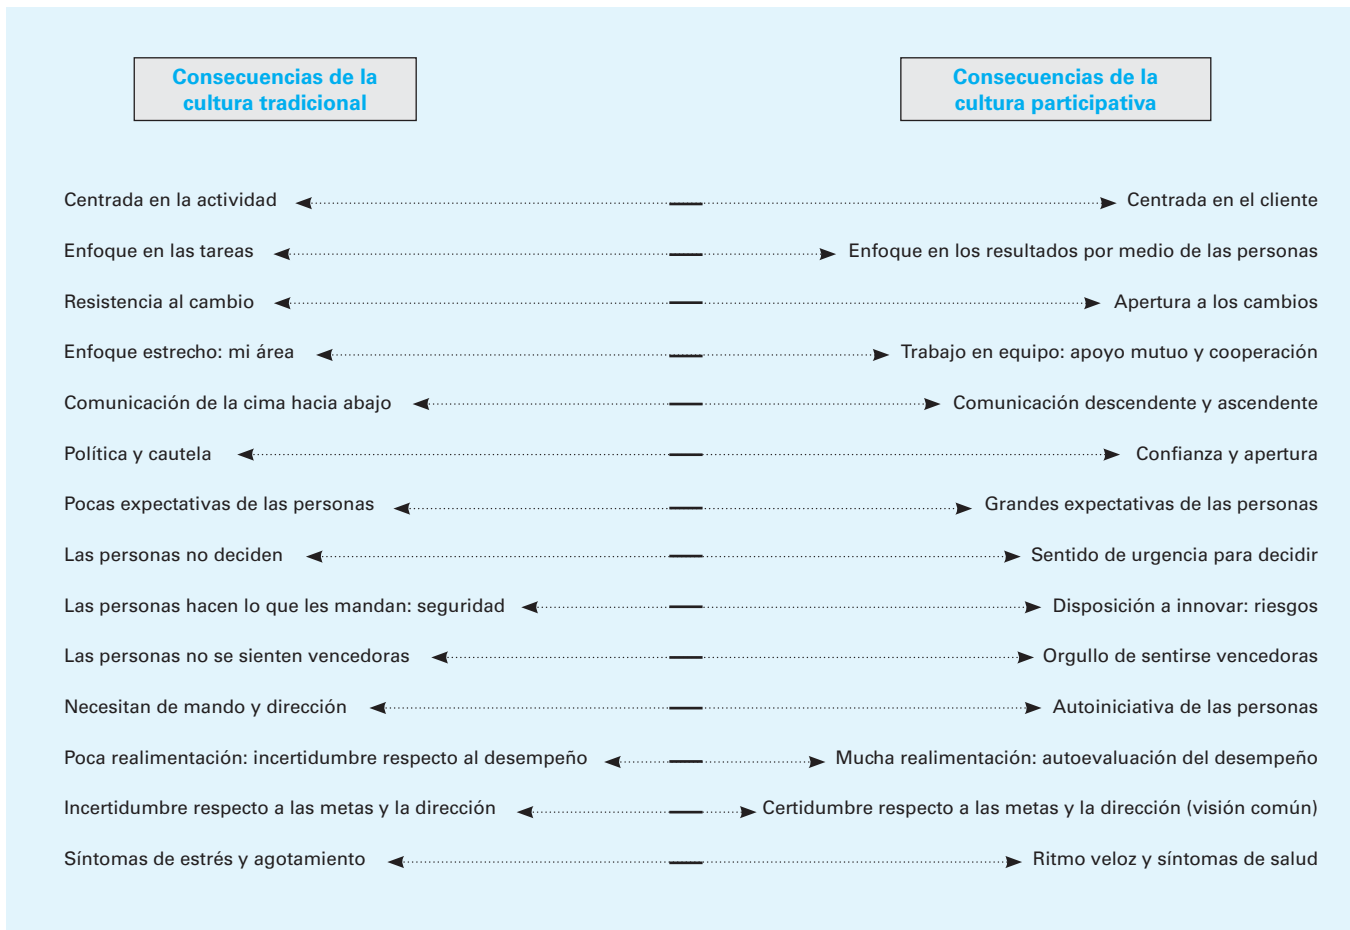 Consecuencias de la
cultura tradicional
Consecuencias de la
cultura participativa
Centrada en la actividad
Centrada en el cliente
Enfoque en las tareas
Enfoque en los resultados por medio de las personas
Resistencia al cambio
Apertura a los cambios
Enfoque estrecho: mi área
Trabajo en equipo: apoyo mutuo y cooperación
Comunicación de la cima hacia abajo
Comunicación descendente y ascendente
Política y cautela
Confianza y apertura
Pocas expectativas de las personas
Grandes expectativas de las personas
Las personas no deciden
Sentido de urgencia para decidir
Las personas hacen lo que les mandan: seguridad
Disposición a innovar: riesgos
Las personas no se sienten vencedoras
Orgullo de sentirse vencedoras
Necesitan de mando y dirección
Autoiniciativa de las personas
Poca realimentación: incertidumbre respecto al desempeño
Mucha realimentación: autoevaluación del desempeño
Incertidumbre respecto a las metas y la dirección
Certidumbre respecto a las metas y la dirección (visión común)
Síntomas de estrés y agotamiento
Ritmo veloz y síntomas de salud